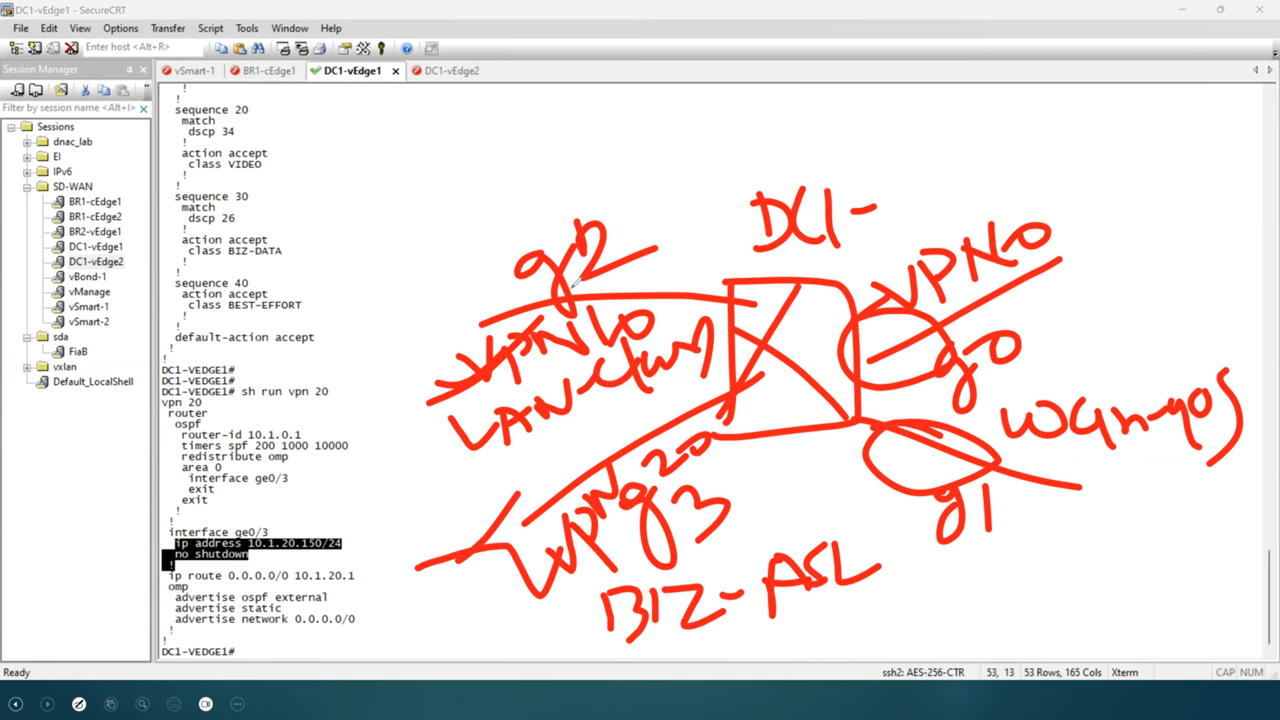 DC1-vEdge1 - SecureCRT
File Edit View Options Transfer Script Tools Window Help
Enter host <Alt+R>
Session Manager
vSmart-1 BR1-cEdge1 DC1-vEdge1 DC1-vEdge2
Filter by session name <Alt+I>
Sessions
dnac_lab
EI
IPv6
SD-WAN
BR1-cEdge1
BR1-cEdge2
BR2-vEdge1
DC1-vEdge1
DC1-vEdge2
vBond-1
vManage
vSmart-1
vSmart-2
sda
FiaB
vxlan
Default_LocalShell
!
!
sequence 20
match
dscp 34
!
action accept
class VIDEO
!
!
sequence 30
match
dscp 26
!
action accept
class BIZ-DATA
!
!
sequence 40
action accept
class BEST-EFFORT
!
!
default-action accept
!
!
DC1-VEDGE1#
DC1-VEDGE1#
DC1-VEDGE1# sh run vpn 20
vpn 20
router
ospf
router-id 10.1.0.1
timers spf 200 1000 10000
redistribute omp
area 0
interface ge0/3
exit
exit
!
!
interface ge0/3
ip address 10.1.20.150/24
no shutdown
!
ip route 0.0.0.0/0 10.1.20.1
omp
advertise ospf external
advertise static
advertise network 0.0.0.0/0
!
!
DC1-VEDGE1#
DC1-
g2
VPN-0
VPN 10
g0
Wan-qos
g1
VPN 20
g3
Ready
ssh2: AES-256-CTR 53, 13 53 Rows, 165 Cols Xterm CAP NUM